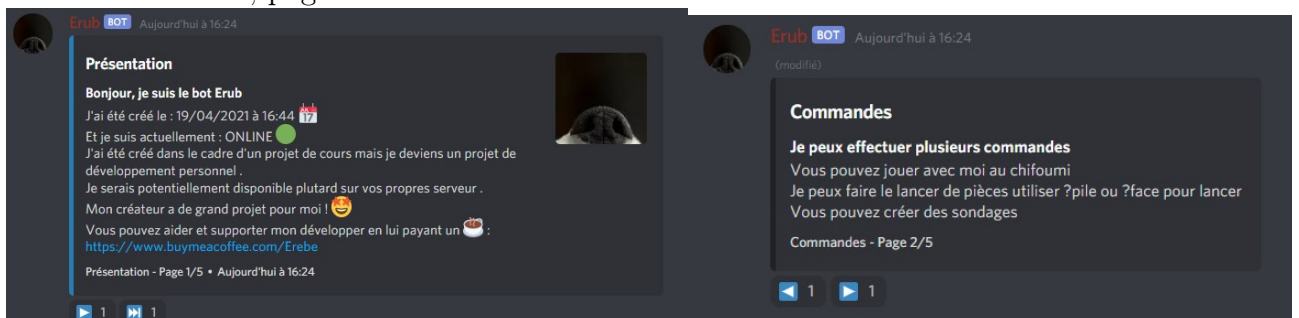 Erub BOT Aujourd'hui à 16:24
Présentation
Bonjour, je suis le bot Erub
J'ai été créé le : 19/04/2021 à 16:44
Et je suis actuellement : ONLINE
J'ai été créé dans le cadre d'un projet de cours mais je deviens un projet de
développement personnel .
Je serais potentiellement disponible plutard sur vos propres serveur .
Mon créateur a de grand projet pour moi !
Vous pouvez aider et supporter mon développer en lui payant un :
https://www.buymeacoffee.com/Erebe
Présentation - Page 1/5 • Aujourd'hui à 16:24
1 1
Erub BOT Aujourd'hui à 16:24
(modifié)
Commandes
Je peux effectuer plusieurs commandes
Vous pouvez jouer avec moi au chifoumi
Je peux faire le lancer de pièces utiliser ?pile ou ?face pour lancer
Vous pouvez créer des sondages
Commandes - Page 2/5
1 1